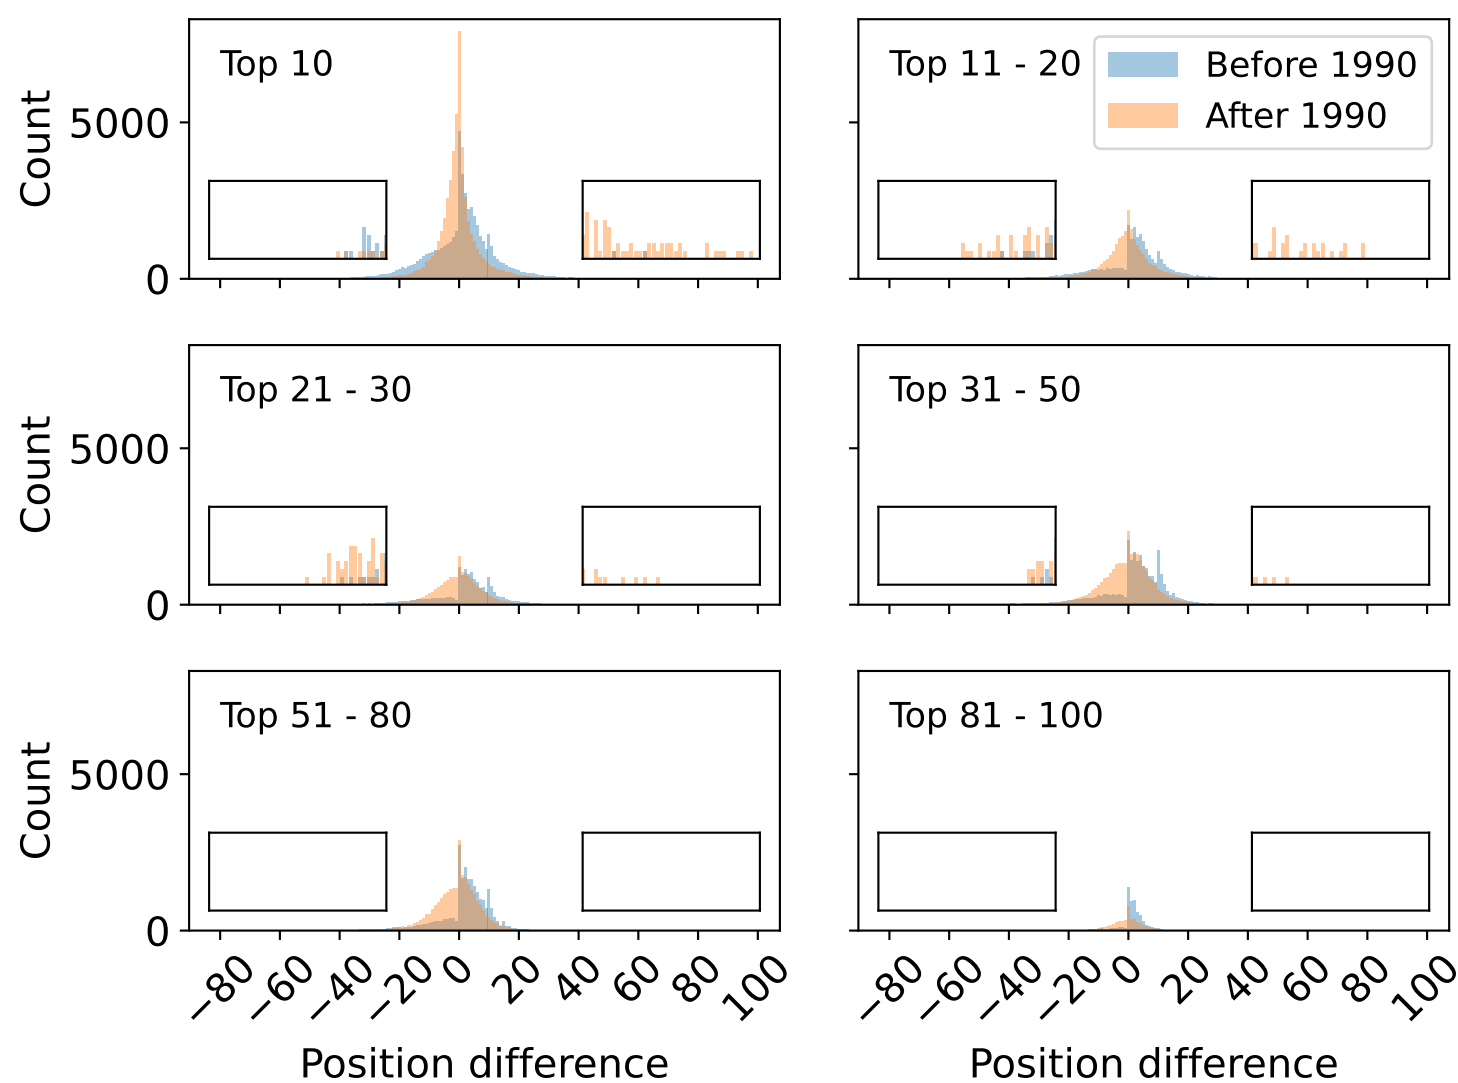 Top 10
Top 11 - 20
Before 1990
After 1990
Count
5000
0
Top 21 - 30
Top 31 - 50
Count
5000
0
Top 51 - 80
Top 81 - 100
Count
5000
0
−80 −60 −40 −20 0 20 40 60 80 100
−80 −60 −40 −20 0 20 40 60 80 100
Position difference
Position difference